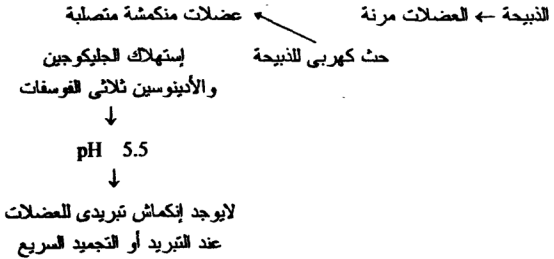 الذبيحة ← العضلات مرنة عضلات منكمشة متصلبة
حث كهربى للذبيحة
إستهلاك الجليكوجين
والأدينوسين ثلاثى الفوسفات
↓
pH 5.5
↓
لايوجد إنكماش تبريدى للعضلات
عند التبريد أو التجميد السريع